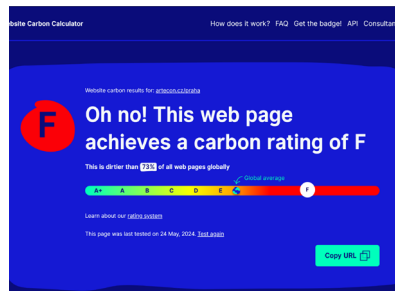 ebsite Carbon Calculator
How does it work? FAQ Get the badge! API Consultan
Website carbon results for: artecon.cz/praha
F
Oh no! This web page
achieves a carbon rating of F
This is dirtier than 73% of all web pages globally
Global average
A+ A B C D E F
Learn about our rating system
This page was last tested on 24 May, 2024. Test again
Copy URL